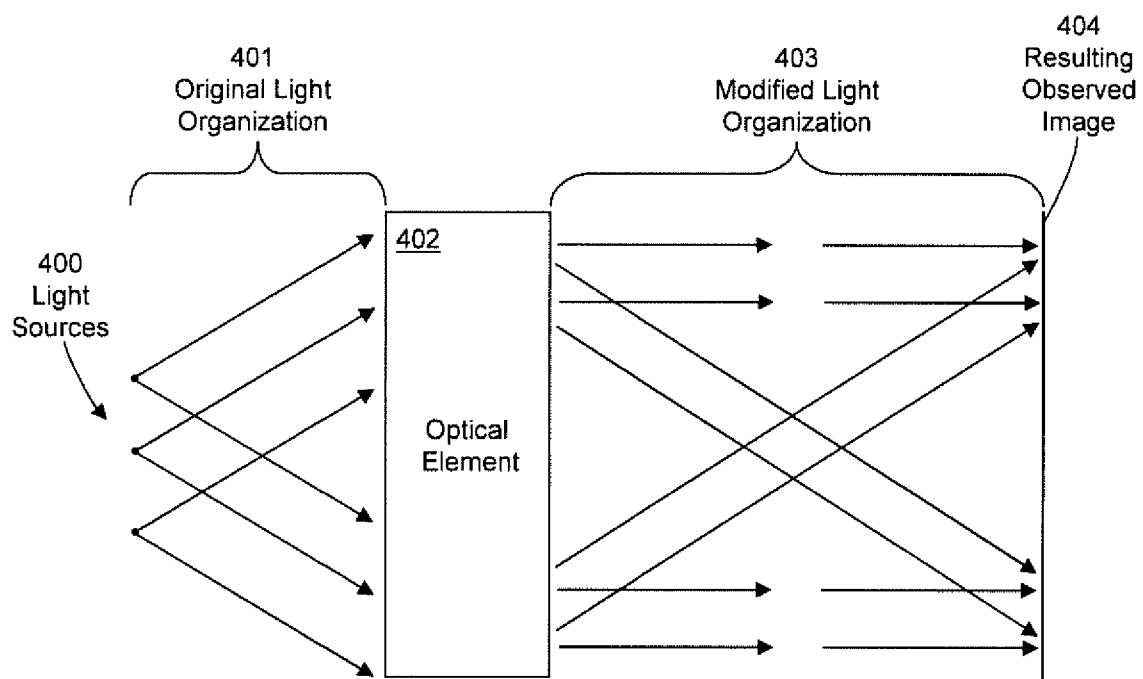 401
Original Light
Organization
403
Modified Light
Organization
404
Resulting
Observed
Image
400
Light
Sources
402
Optical
Element